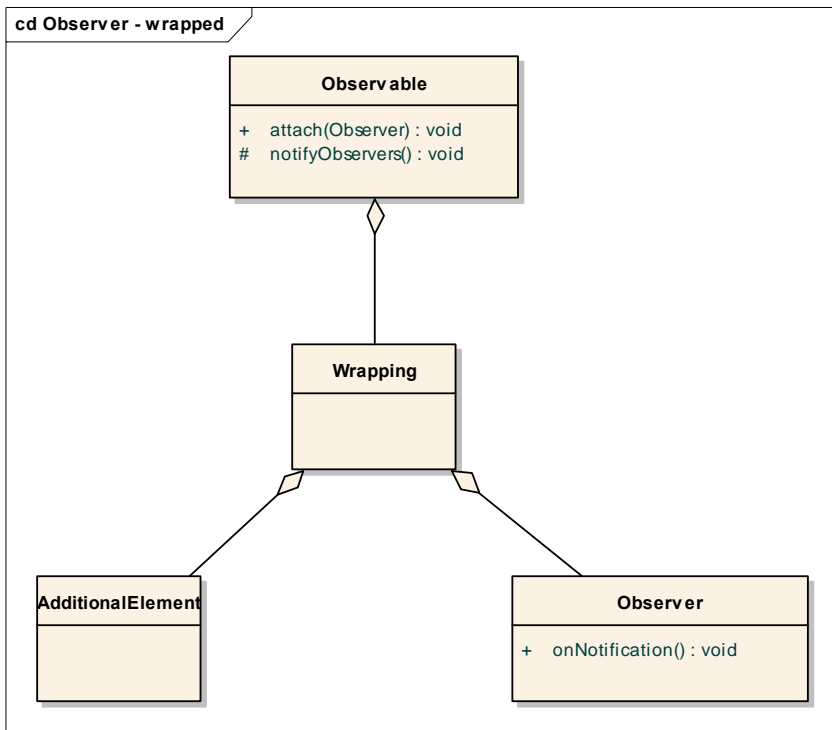 cd Observer - wrapped
Observable
+ attach(Observer) : void
# notifyObservers() : void
Wrapping
AdditionalElement
Observer
+ onNotification() : void